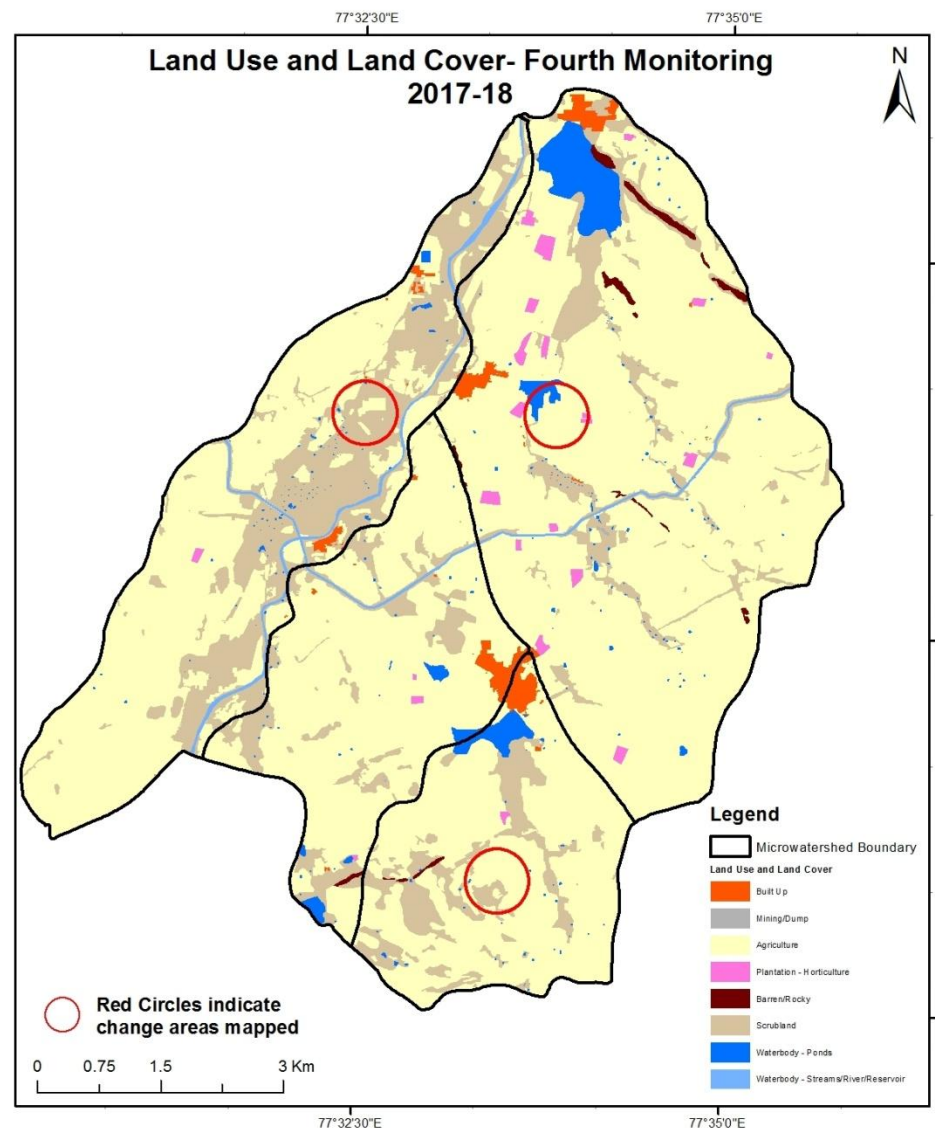 77°32'30"E
77°35'0"E
Land Use and Land Cover- Fourth Monitoring
2017-18
N
Legend
Microwatershed Boundary
Land Use and Land Cover
Built Up
Mining/Dump
Agriculture
Plantation - Horticulture
Barren/Rocky
Scrubland
Waterbody - Ponds
Waterbody - Streams/River/Reservoir
Red Circles indicate
change areas mapped
0 0.75 1.5 3 Km
77°32'30"E
77°35'0"E